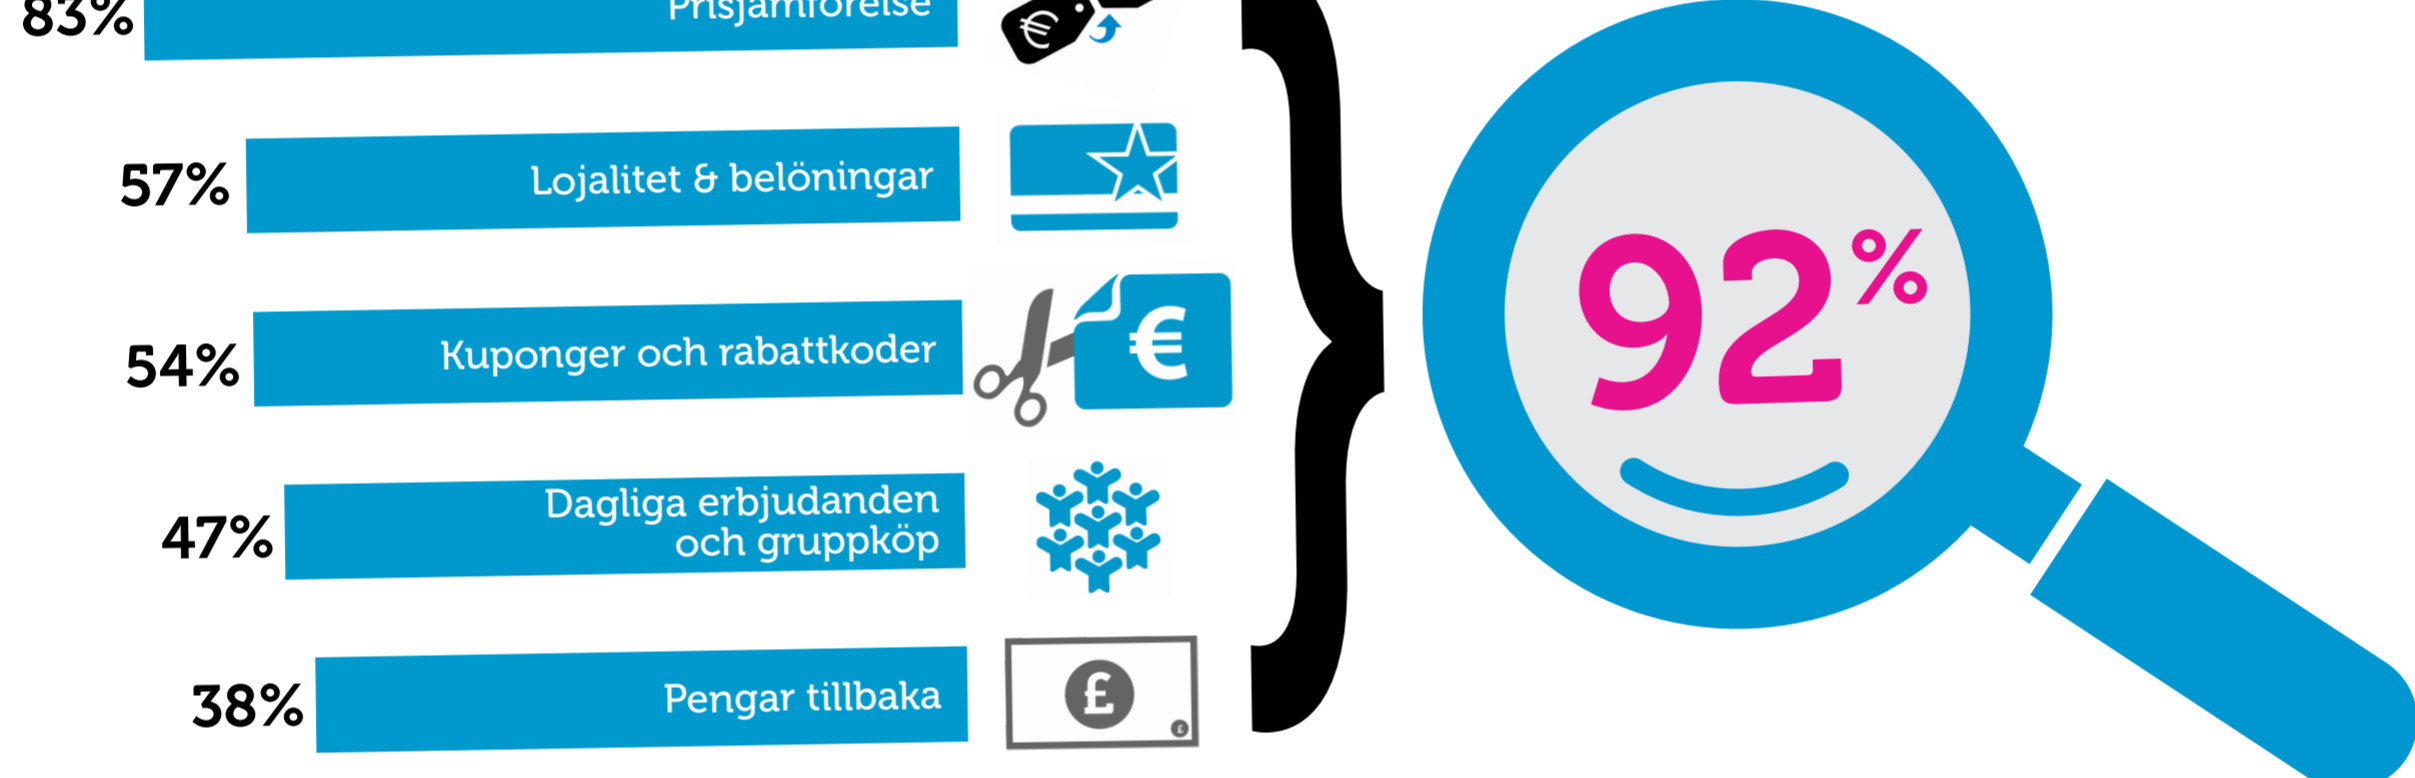 83%
Prisjämförelse
€
57%
Lojalitet & belöningar
54%
Kuponger och rabattkoder
€
47%
Dagliga erbjudanden
och gruppköp
38%
Pengar tillbaka
£
£
92%